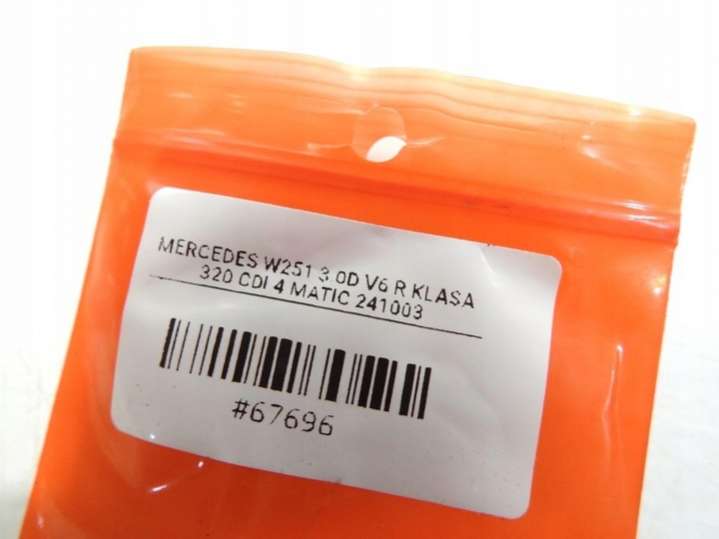 MERCEDES W251 3.0D V6 R KLASA
320 CDI 4 MATIC 241003
#67696